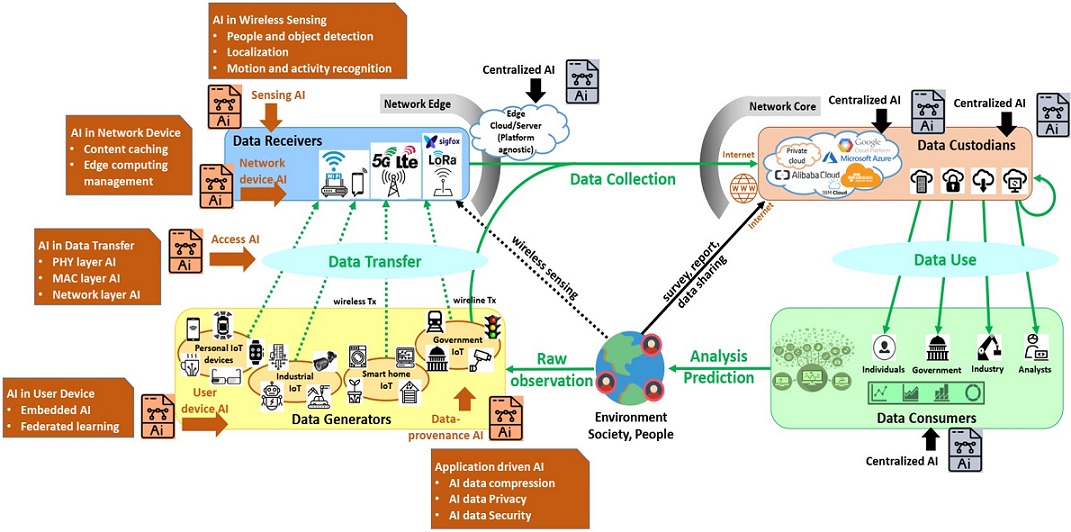 AI in Wireless Sensing
• People and object detection
• Localization
• Motion and activity recognition
Ai
Sensing AI
Centralized AI
Ai
Network Edge
Edge
Cloud/Server
(Platform
agnostic)
Network Core
Centralized AI
Ai
Centralized AI
Ai
AI in Network Device
• Content caching
• Edge computing
management
Ai
Network
device AI
Data Receivers
5G lte
sigfox
LoRa
Data Collection
Internet
WWW
Internet
Private
cloud
Google
Cloud Platform
Microsoft Azure
Alibaba Cloud
IBM Cloud
Data Custodians
AI in Data Transfer
• PHY layer AI
• MAC layer AI
• Network layer AI
Ai
Access AI
Data Transfer
wireless Tx
wireline Tx
wireless sensing
survey, report,
data sharing
Data Use
Personal IoT
devices
Industrial
IoT
Smart home
IoT
Government
IoT
Data Generators
Raw
observation
Environment
Society, People
Analysis
Prediction
Individuals
Government
Industry
Analysts
Data Consumers
Centralized AI
Ai
AI in User Device
• Embedded AI
• Federated learning
Ai
User
device AI
Data-
provenance AI
Ai
Application driven AI
• AI data compression
• AI data Privacy
• AI data Security